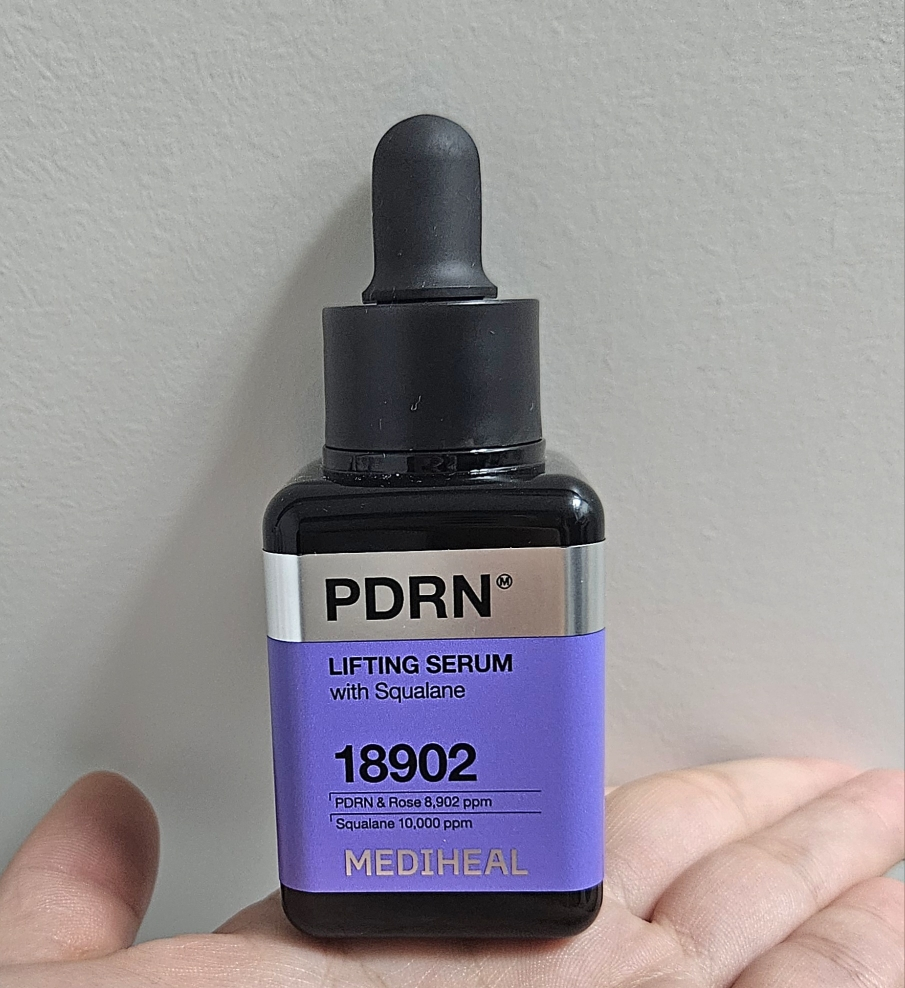 PDRN Ⓜ
LIFTING SERUM
with Squalane
18902
PDRN & Rose 8,902 ppm
Squalane 10,000 ppm
MEDIHEAL